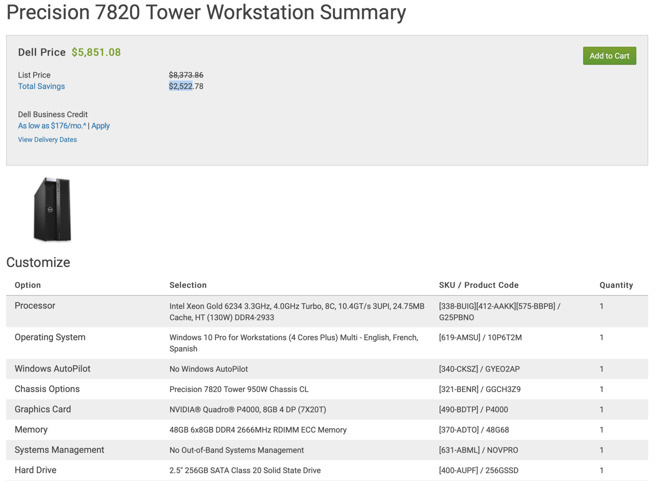 Precision 7820 Tower Workstation Summary
Dell Price $5,851.08
Add to Cart
List Price $8,373.86
Total Savings $2,522.78
Dell Business Credit
As low as $176/mo.^ | Apply
View Delivery Dates
Customize
Option Selection SKU / Product Code Quantity
Processor Intel Xeon Gold 6234 3.3GHz, 4.0GHz Turbo, 8C, 10.4GT/s 3UPI, 24.75MB [338-BUIG][412-AAKK][575-BBPB] / 1
Cache, HT (130W) DDR4-2933 G25PBNO
Operating System Windows 10 Pro for Workstations (4 Cores Plus) Multi - English, French, [619-AMSU] / 10P6T2M 1
Spanish
Windows AutoPilot No Windows AutoPilot [340-CKSZ] / GYEO2AP 1
Chassis Options Precision 7820 Tower 950W Chassis CL [321-BENR] / GGCH3Z9 1
Graphics Card NVIDIA® Quadro® P4000, 8GB 4 DP (7X20T) [490-BDTP] / P4000 1
Memory 48GB 6x8GB DDR4 2666MHz RDIMM ECC Memory [370-ADTO] / 48G68 1
Systems Management No Out-of-Band Systems Management [631-ABML] / NOVPRO 1
Hard Drive 2.5" 256GB SATA Class 20 Solid State Drive [400-AUPF] / 256GSSD 1